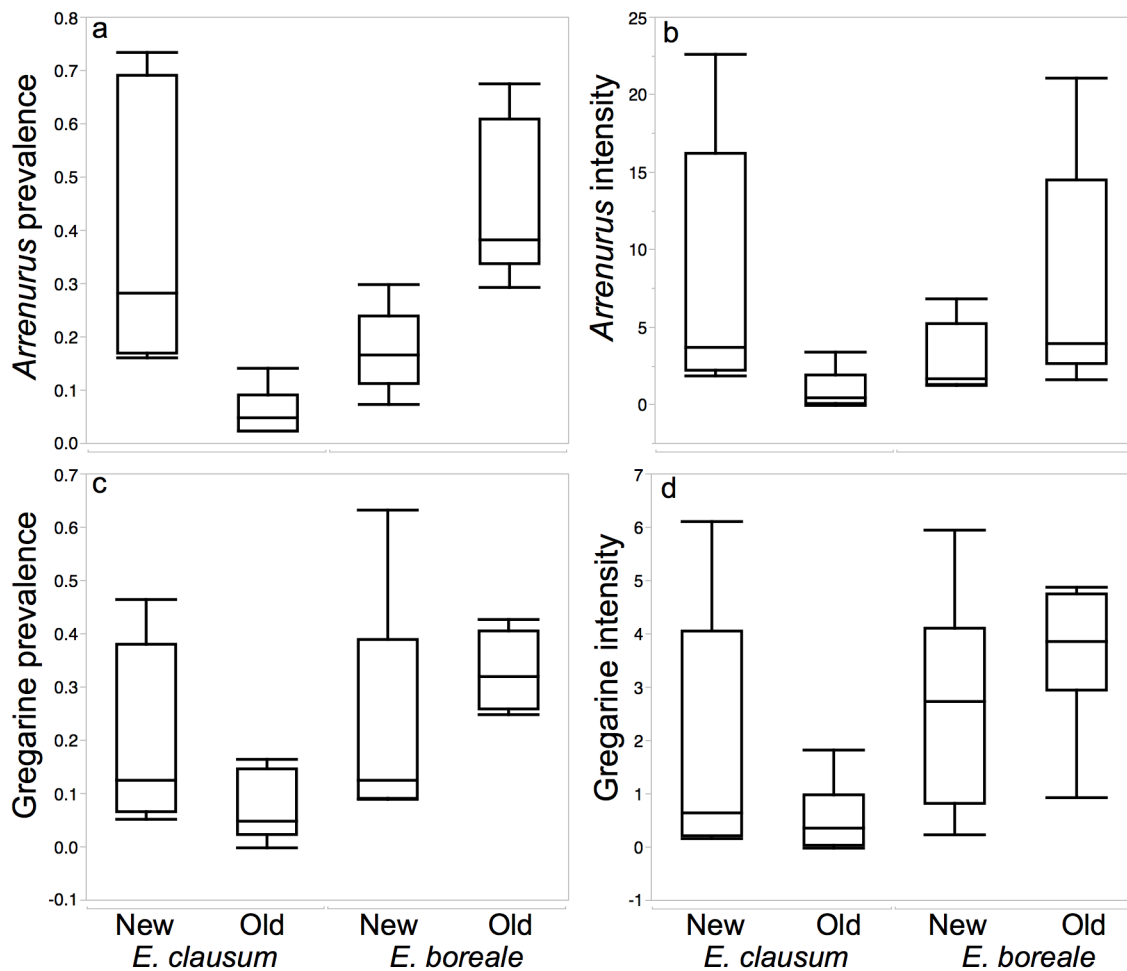 a
Arrenurus prevalence
0.8
0.7
0.6
0.5
0.4
0.3
0.2
0.1
0.0
b
Arrenurus intensity
25
20
15
10
5
0
c
Gregarine prevalence
0.7
0.6
0.5
0.4
0.3
0.2
0.1
0.0
-0.1
New Old New Old
E. clausum E. boreale
d
Gregarine intensity
7
6
5
4
3
2
1
0
-1
New Old New Old
E. clausum E. boreale